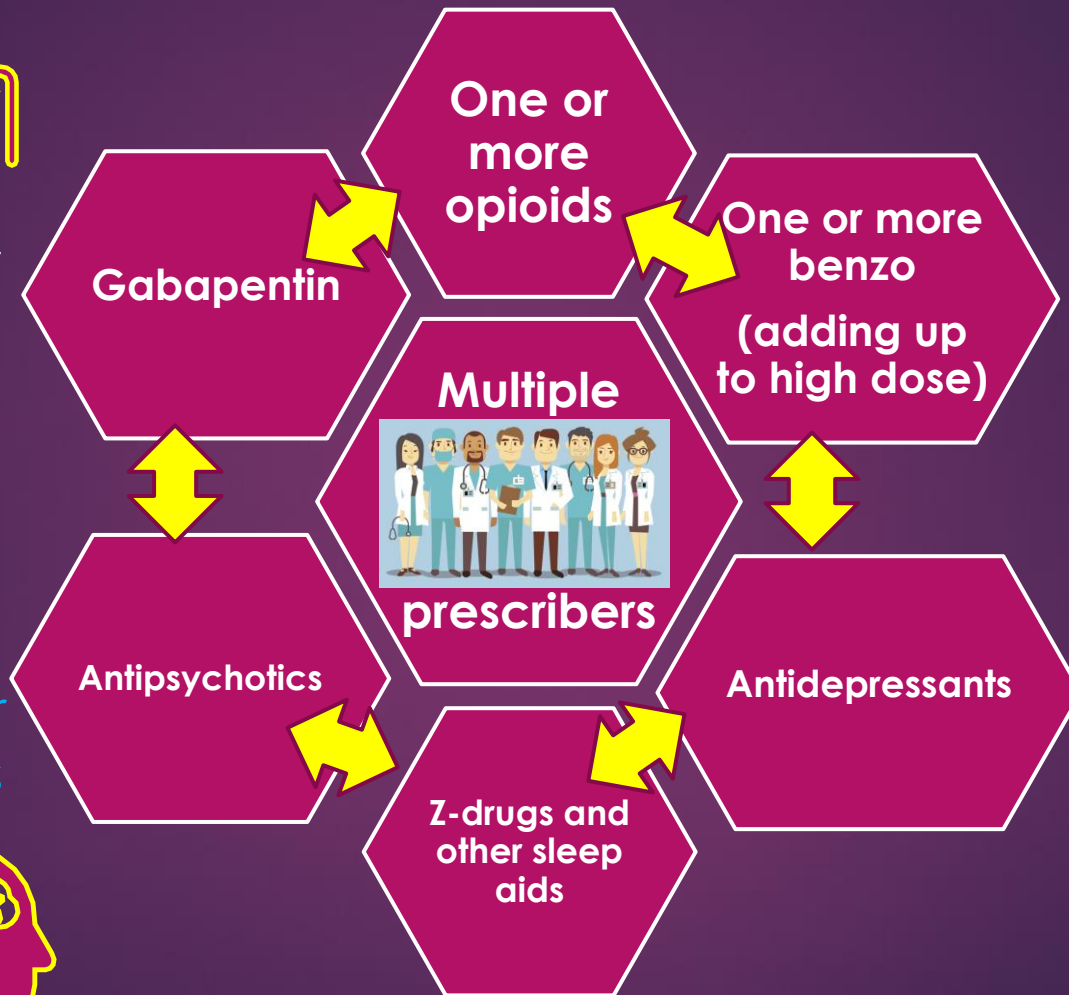 One or
more
opioids
Gabapentin
One or more
benzo
(adding up
to high dose)
Multiple
prescribers
Antipsychotics
Antidepressants
Z-drugs and
other sleep
aids